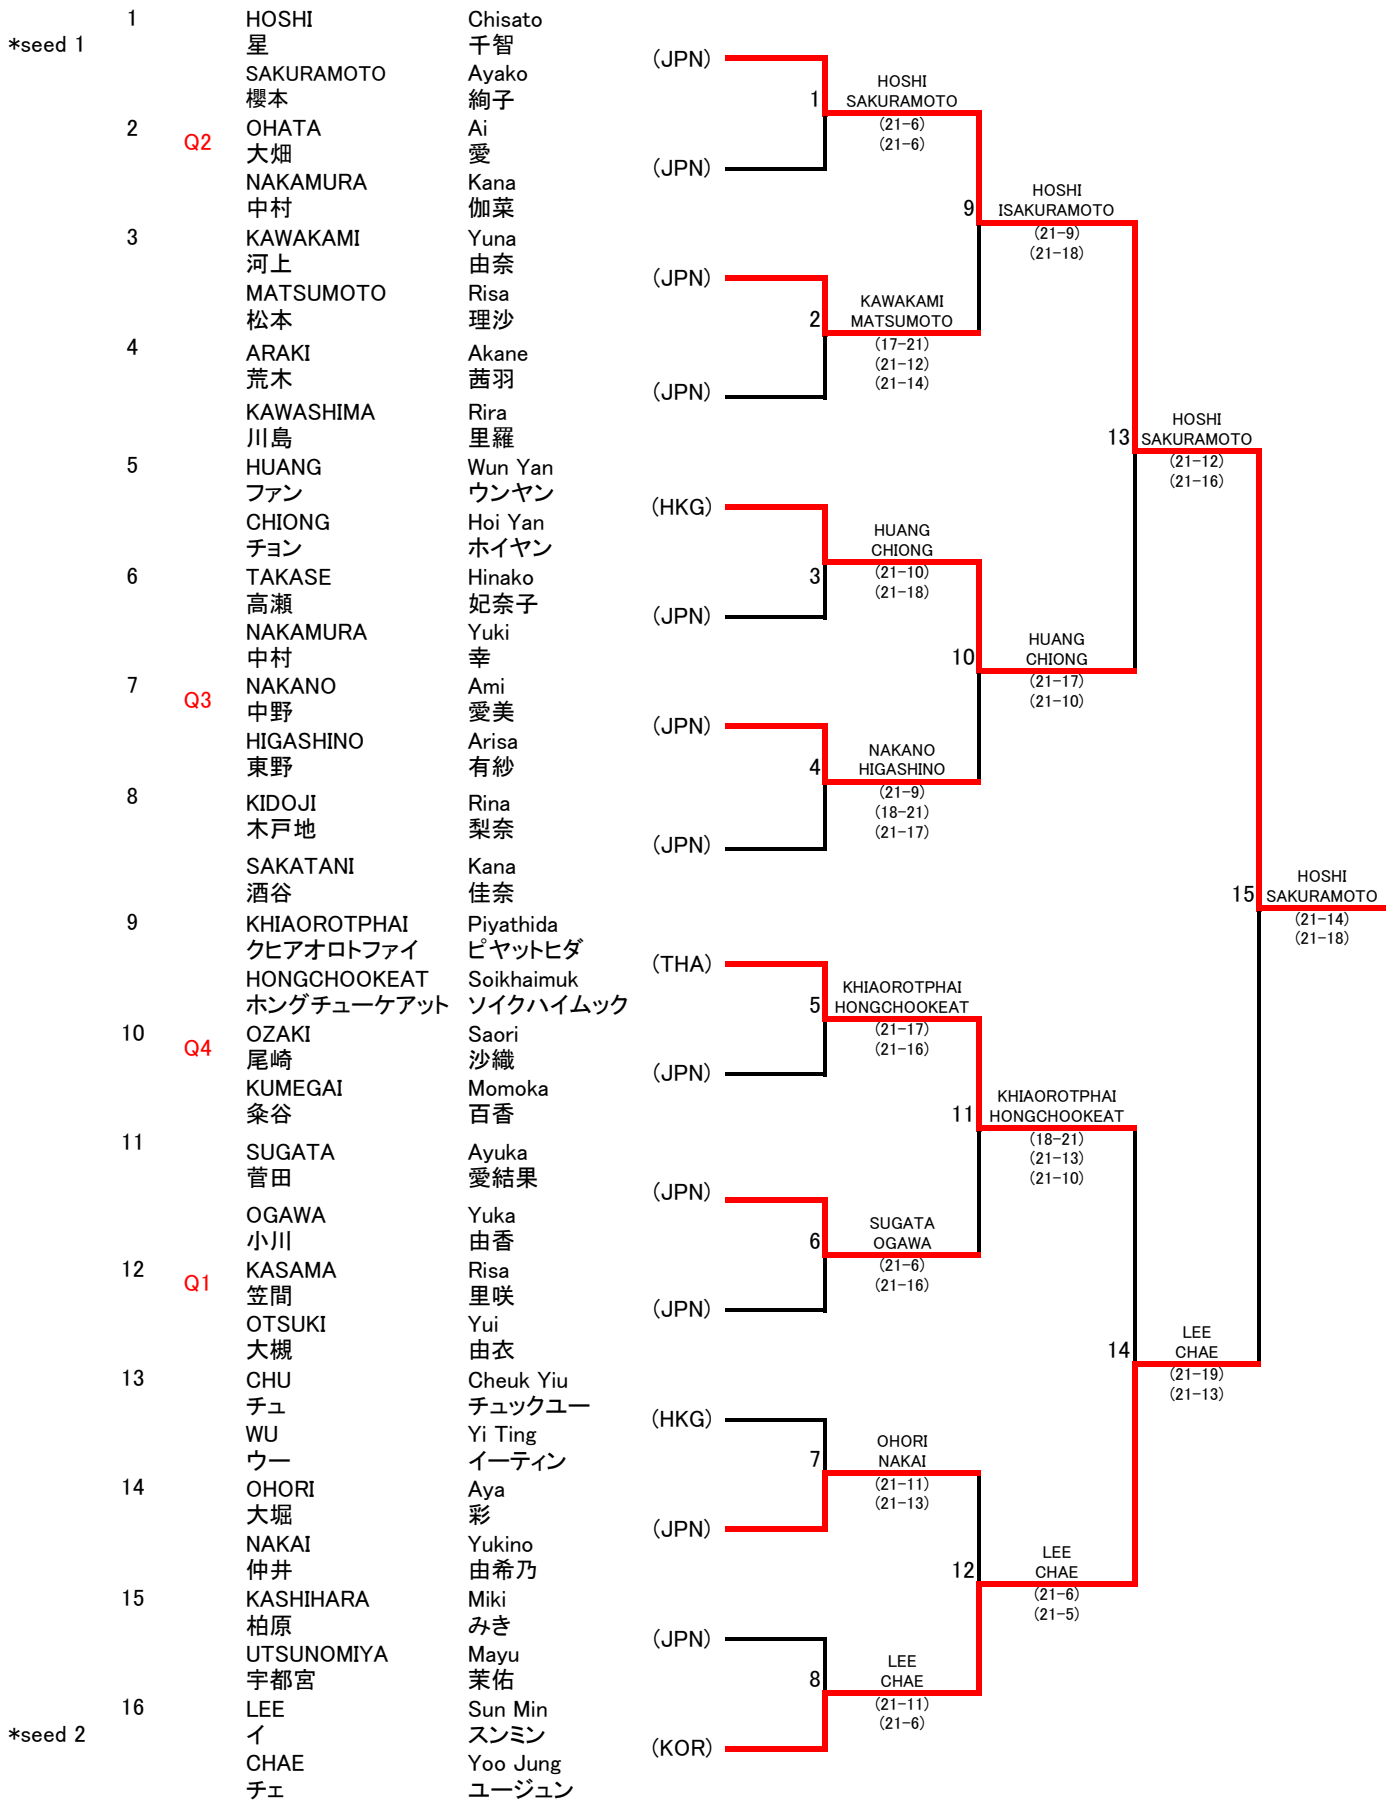 1 HOSHI Chisato
*seed 1 星 千智
(JPN)
SAKURAMOTO Ayako
櫻本 絢子
2 OHATA Ai
Q2 大畑 愛
(JPN)
NAKAMURA Kana
中村 伽菜
3 KAWAKAMI Yuna
河上 由奈
(JPN)
MATSUMOTO Risa
松本 理沙
4 ARAKI Akane
荒木 茜羽
(JPN)
KAWASHIMA Rira
川島 里羅
5 HUANG Wun Yan
ファン ウンヤン
(HKG)
CHIONG Hoi Yan
チョン ホイヤン
6 TAKASE Hinako
高瀬 妃奈子
(JPN)
NAKAMURA Yuki
中村 幸
7 NAKANO Ami
Q3 中野 愛美
(JPN)
HIGASHINO Arisa
東野 有紗
8 KIDOJI Rina
木戸地 梨奈
(JPN)
SAKATANI Kana
酒谷 佳奈
9 KHIAOROTPHAI Piyathida
クヒアオロトファイ ピヤットヒダ
(THA)
HONGCHOOKEAT Soikhaimuk
ホングチューケアット ソイクハイムック
10 OZAKI Saori
Q4 尾崎 沙織
(JPN)
KUMEGAI Momoka
粂谷 百香
11 SUGATA Ayuka
菅田 愛結果
(JPN)
OGAWA Yuka
小川 由香
12 KASAMA Risa
Q1 笠間 里咲
(JPN)
OTSUKI Yui
大槻 由衣
13 CHU Cheuk Yiu
チュ チュックユー
(HKG)
WU Yi Ting
ウー イーティン
14 OHORI Aya
大堀 彩
(JPN)
NAKAI Yukino
仲井 由希乃
15 KASHIHARA Miki
柏原 みき
(JPN)
UTSUNOMIYA Mayu
宇都宮 茉佑
16 LEE Sun Min
*seed 2 イ スンミン
(KOR)
CHAE Yoo Jung
チェ ユージュン
HOSHI
1 SAKURAMOTO
(21-6)
(21-6)
KAWAKAMI
2 MATSUMOTO
(17-21)
(21-12)
(21-14)
HUANG
CHIONG
3 (21-10)
(21-18)
NAKANO
4 HIGASHINO
(21-9)
(18-21)
(21-17)
KHIAOROTPHAI
5 HONGCHOOKEAT
(21-17)
(21-16)
SUGATA
6 OGAWA
(21-6)
(21-16)
OHORI
7 NAKAI
(21-11)
(21-13)
LEE
8 CHAE
(21-11)
(21-6)
HOSHI
9 ISAKURAMOTO
(21-9)
(21-18)
HUANG
10 CHIONG
(21-17)
(21-10)
KHIAOROTPHAI
11 HONGCHOOKEAT
(18-21)
(21-13)
(21-10)
LEE
12 CHAE
(21-6)
(21-5)
HOSHI
13 SAKURAMOTO
(21-12)
(21-16)
LEE
14 CHAE
(21-19)
(21-13)
HOSHI
15 SAKURAMOTO
(21-14)
(21-18)